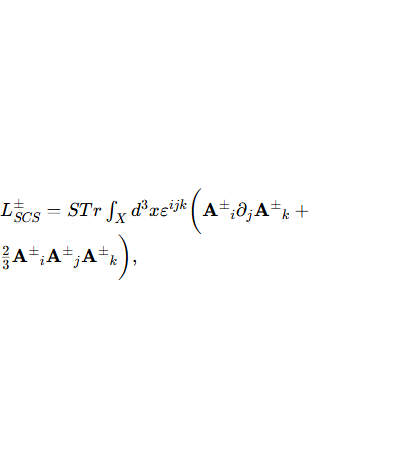 $L^{\pm}_{SCS} = STr \int_X d^3x \varepsilon^{ijk} \Big( \mathbf{A}^{\pm}{}_i \partial_j \mathbf{A}^{\pm}{}_k +$
$\frac{2}{3} \mathbf{A}^{\pm}{}_i \mathbf{A}^{\pm}{}_j \mathbf{A}^{\pm}{}_k \Big),$